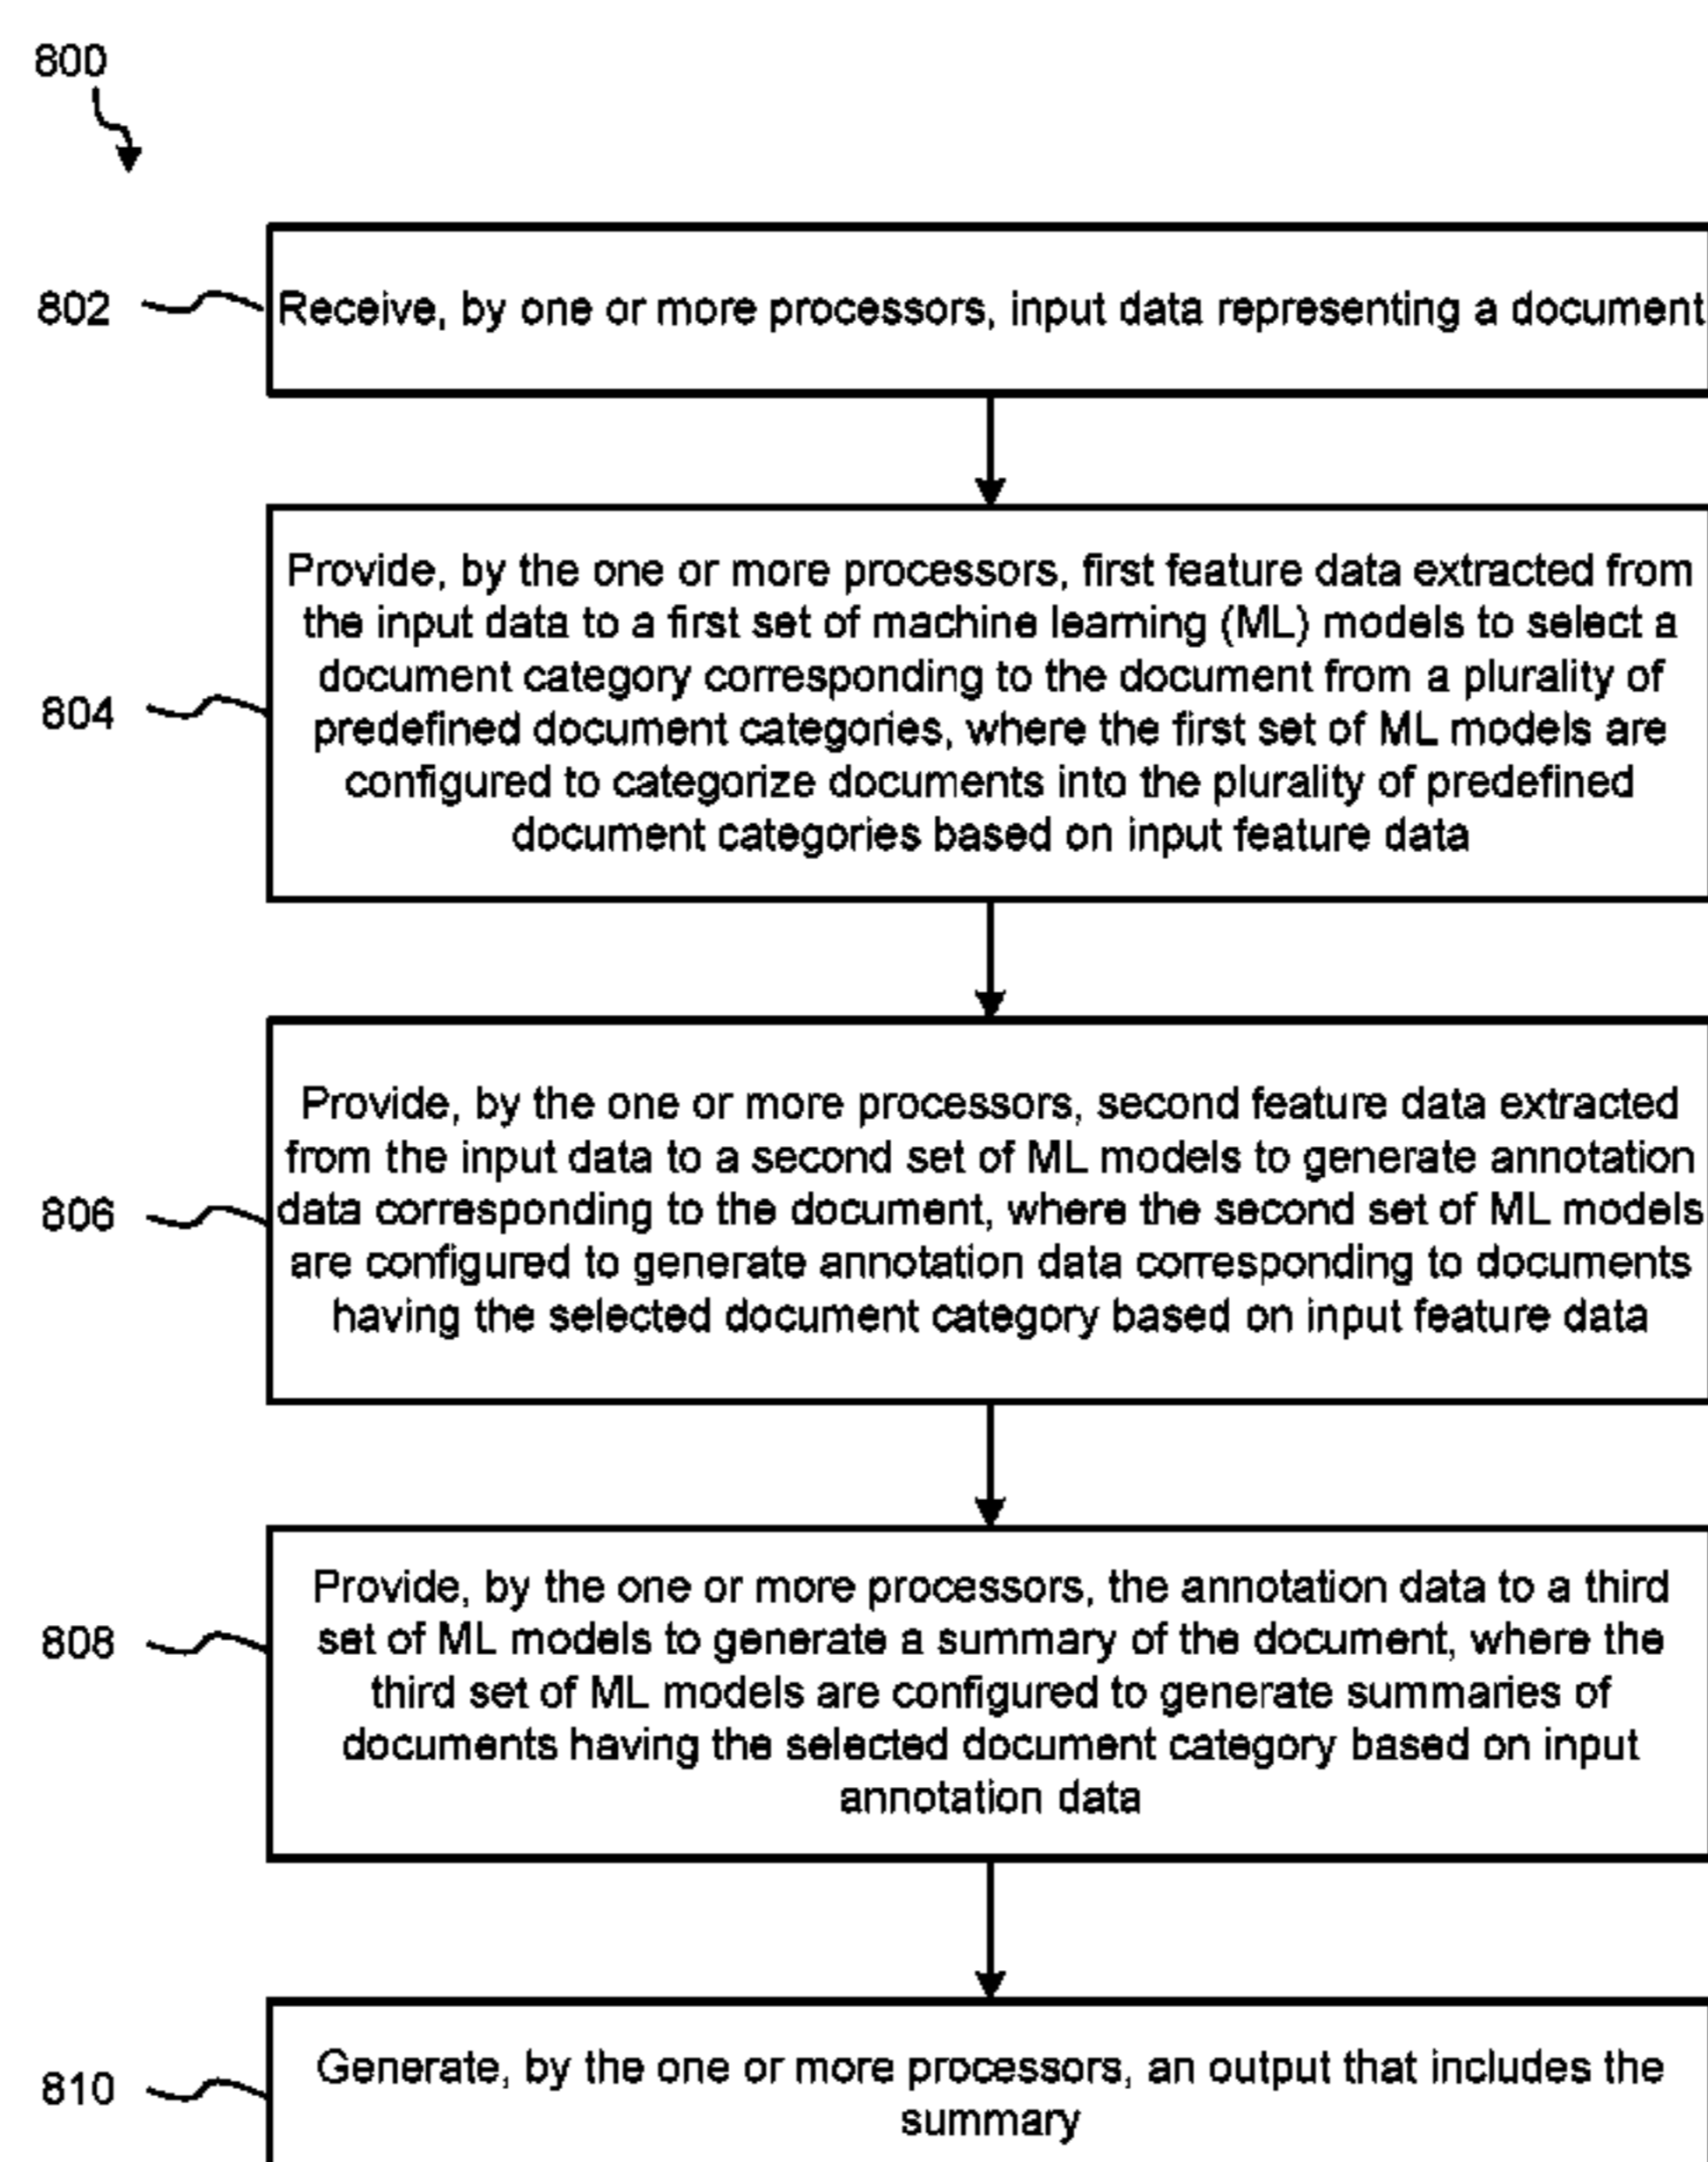 800
802
Receive, by one or more processors, input data representing a document
804
Provide, by the one or more processors, first feature data extracted from
the input data to a first set of machine learning (ML) models to select a
document category corresponding to the document from a plurality of
predefined document categories, where the first set of ML models are
configured to categorize documents into the plurality of predefined
document categories based on input feature data
806
Provide, by the one or more processors, second feature data extracted
from the input data to a second set of ML models to generate annotation
data corresponding to the document, where the second set of ML models
are configured to generate annotation data corresponding to documents
having the selected document category based on input feature data
808
Provide, by the one or more processors, the annotation data to a third
set of ML models to generate a summary of the document, where the
third set of ML models are configured to generate summaries of
documents having the selected document category based on input
annotation data
810
Generate, by the one or more processors, an output that includes the
summary